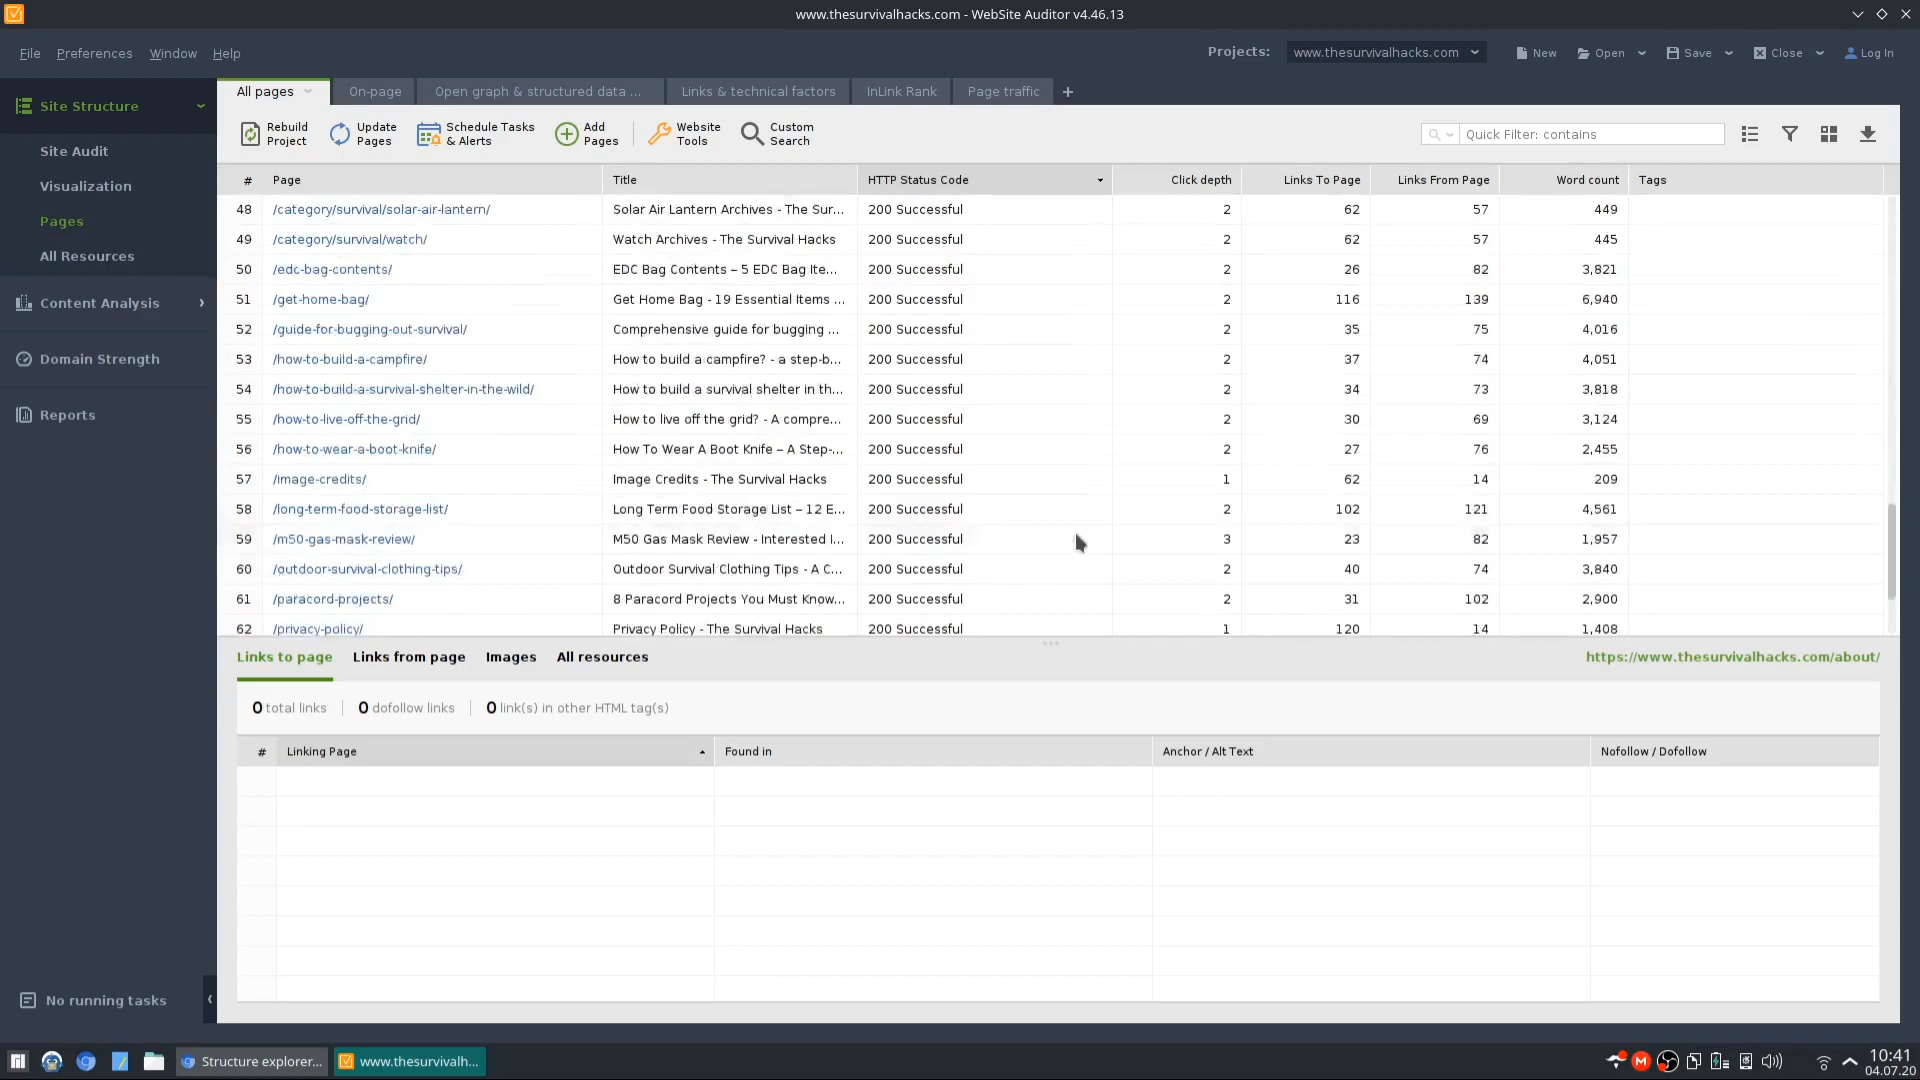 www.thesurvivalhacks.com - WebSite Auditor v4.46.13
File Preferences Window Help Projects: www.thesurvivalhacks.com New Open Save Close Log In
Site Structure
Site Audit
Visualization
Pages
All Resources
Content Analysis
Domain Strength
Reports
No running tasks
All pages On-page Open graph & structured data ... Links & technical factors InLink Rank Page traffic +
Rebuild Project Update Pages Schedule Tasks & Alerts Add Pages Website Tools Custom Search Quick Filter: contains
# Page Title HTTP Status Code Click depth Links To Page Links From Page Word count Tags
48 /category/survival/solar-air-lantern/ Solar Air Lantern Archives - The Sur... 200 Successful 2 62 57 449
49 /category/survival/watch/ Watch Archives - The Survival Hacks 200 Successful 2 62 57 445
50 /edc-bag-contents/ EDC Bag Contents – 5 EDC Bag Ite... 200 Successful 2 26 82 3,821
51 /get-home-bag/ Get Home Bag - 19 Essential Items ... 200 Successful 2 116 139 6,940
52 /guide-for-bugging-out-survival/ Comprehensive guide for bugging ... 200 Successful 2 35 75 4,016
53 /how-to-build-a-campfire/ How to build a campfire? - a step-b... 200 Successful 2 37 74 4,051
54 /how-to-build-a-survival-shelter-in-the-wild/ How to build a survival shelter in th... 200 Successful 2 34 73 3,818
55 /how-to-live-off-the-grid/ How to live off the grid? - A compre... 200 Successful 2 30 69 3,124
56 /how-to-wear-a-boot-knife/ How To Wear A Boot Knife – A Step-... 200 Successful 2 27 76 2,455
57 /image-credits/ Image Credits - The Survival Hacks 200 Successful 1 62 14 209
58 /long-term-food-storage-list/ Long Term Food Storage List – 12 E... 200 Successful 2 102 121 4,561
59 /m50-gas-mask-review/ M50 Gas Mask Review - Interested I... 200 Successful 3 23 82 1,957
60 /outdoor-survival-clothing-tips/ Outdoor Survival Clothing Tips - A C... 200 Successful 2 40 74 3,840
61 /paracord-projects/ 8 Paracord Projects You Must Know... 200 Successful 2 31 102 2,900
62 /privacy-policy/ Privacy Policy - The Survival Hacks 200 Successful 1 120 14 1,408
Links to page Links from page Images All resources https://www.thesurvivalhacks.com/about/
0 total links 0 dofollow links 0 link(s) in other HTML tag(s)
# Linking Page Found in Anchor / Alt Text Nofollow / Dofollow
Structure explorer... www.thesurvivalh... 10:41
04.07.20